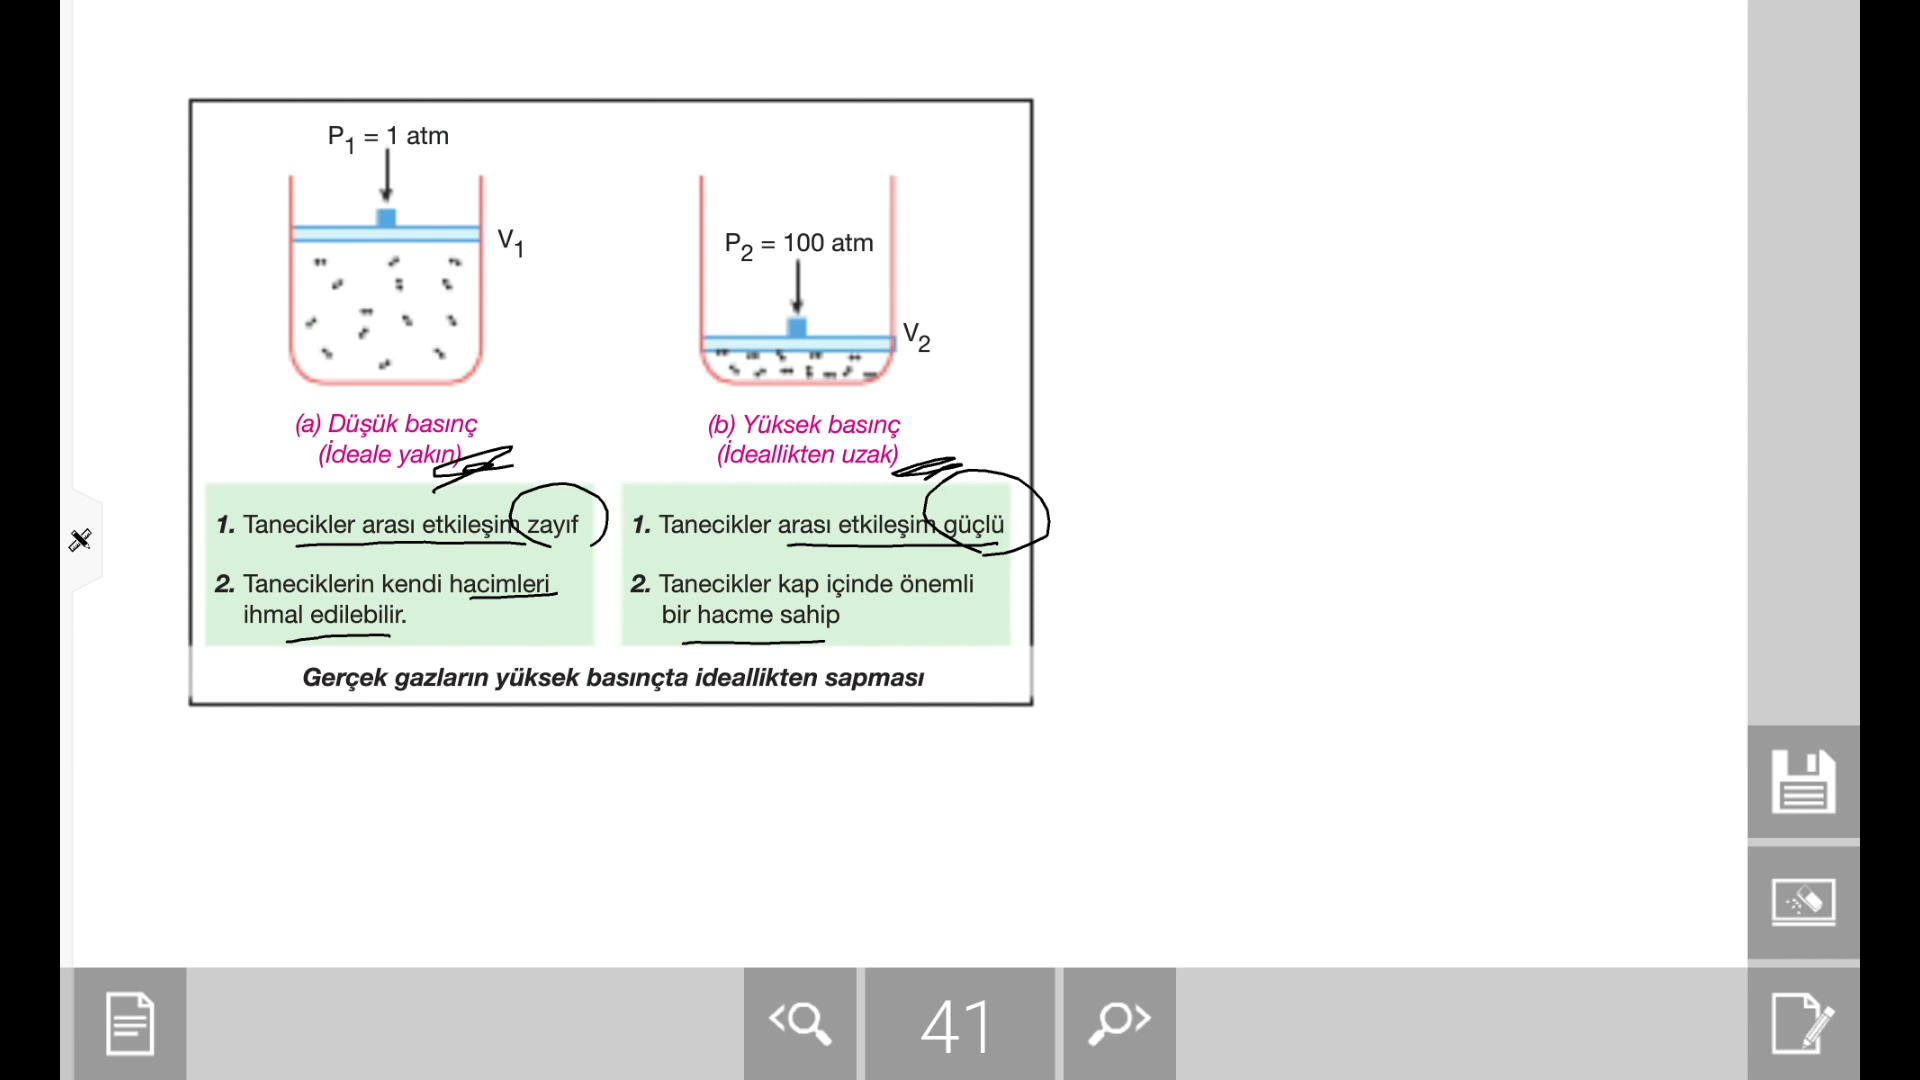 P1 = 1 atm
V1
P2 = 100 atm
V2
(a) Düşük basınç
(İdeale yakın)
(b) Yüksek basınç
(İdeallikten uzak)
1. Tanecikler arası etkileşim zayıf
2. Taneciklerin kendi hacimleri
ihmal edilebilir.
1. Tanecikler arası etkileşim güçlü
2. Tanecikler kap içinde önemli
bir hacme sahip
Gerçek gazların yüksek basınçta ideallikten sapması
41